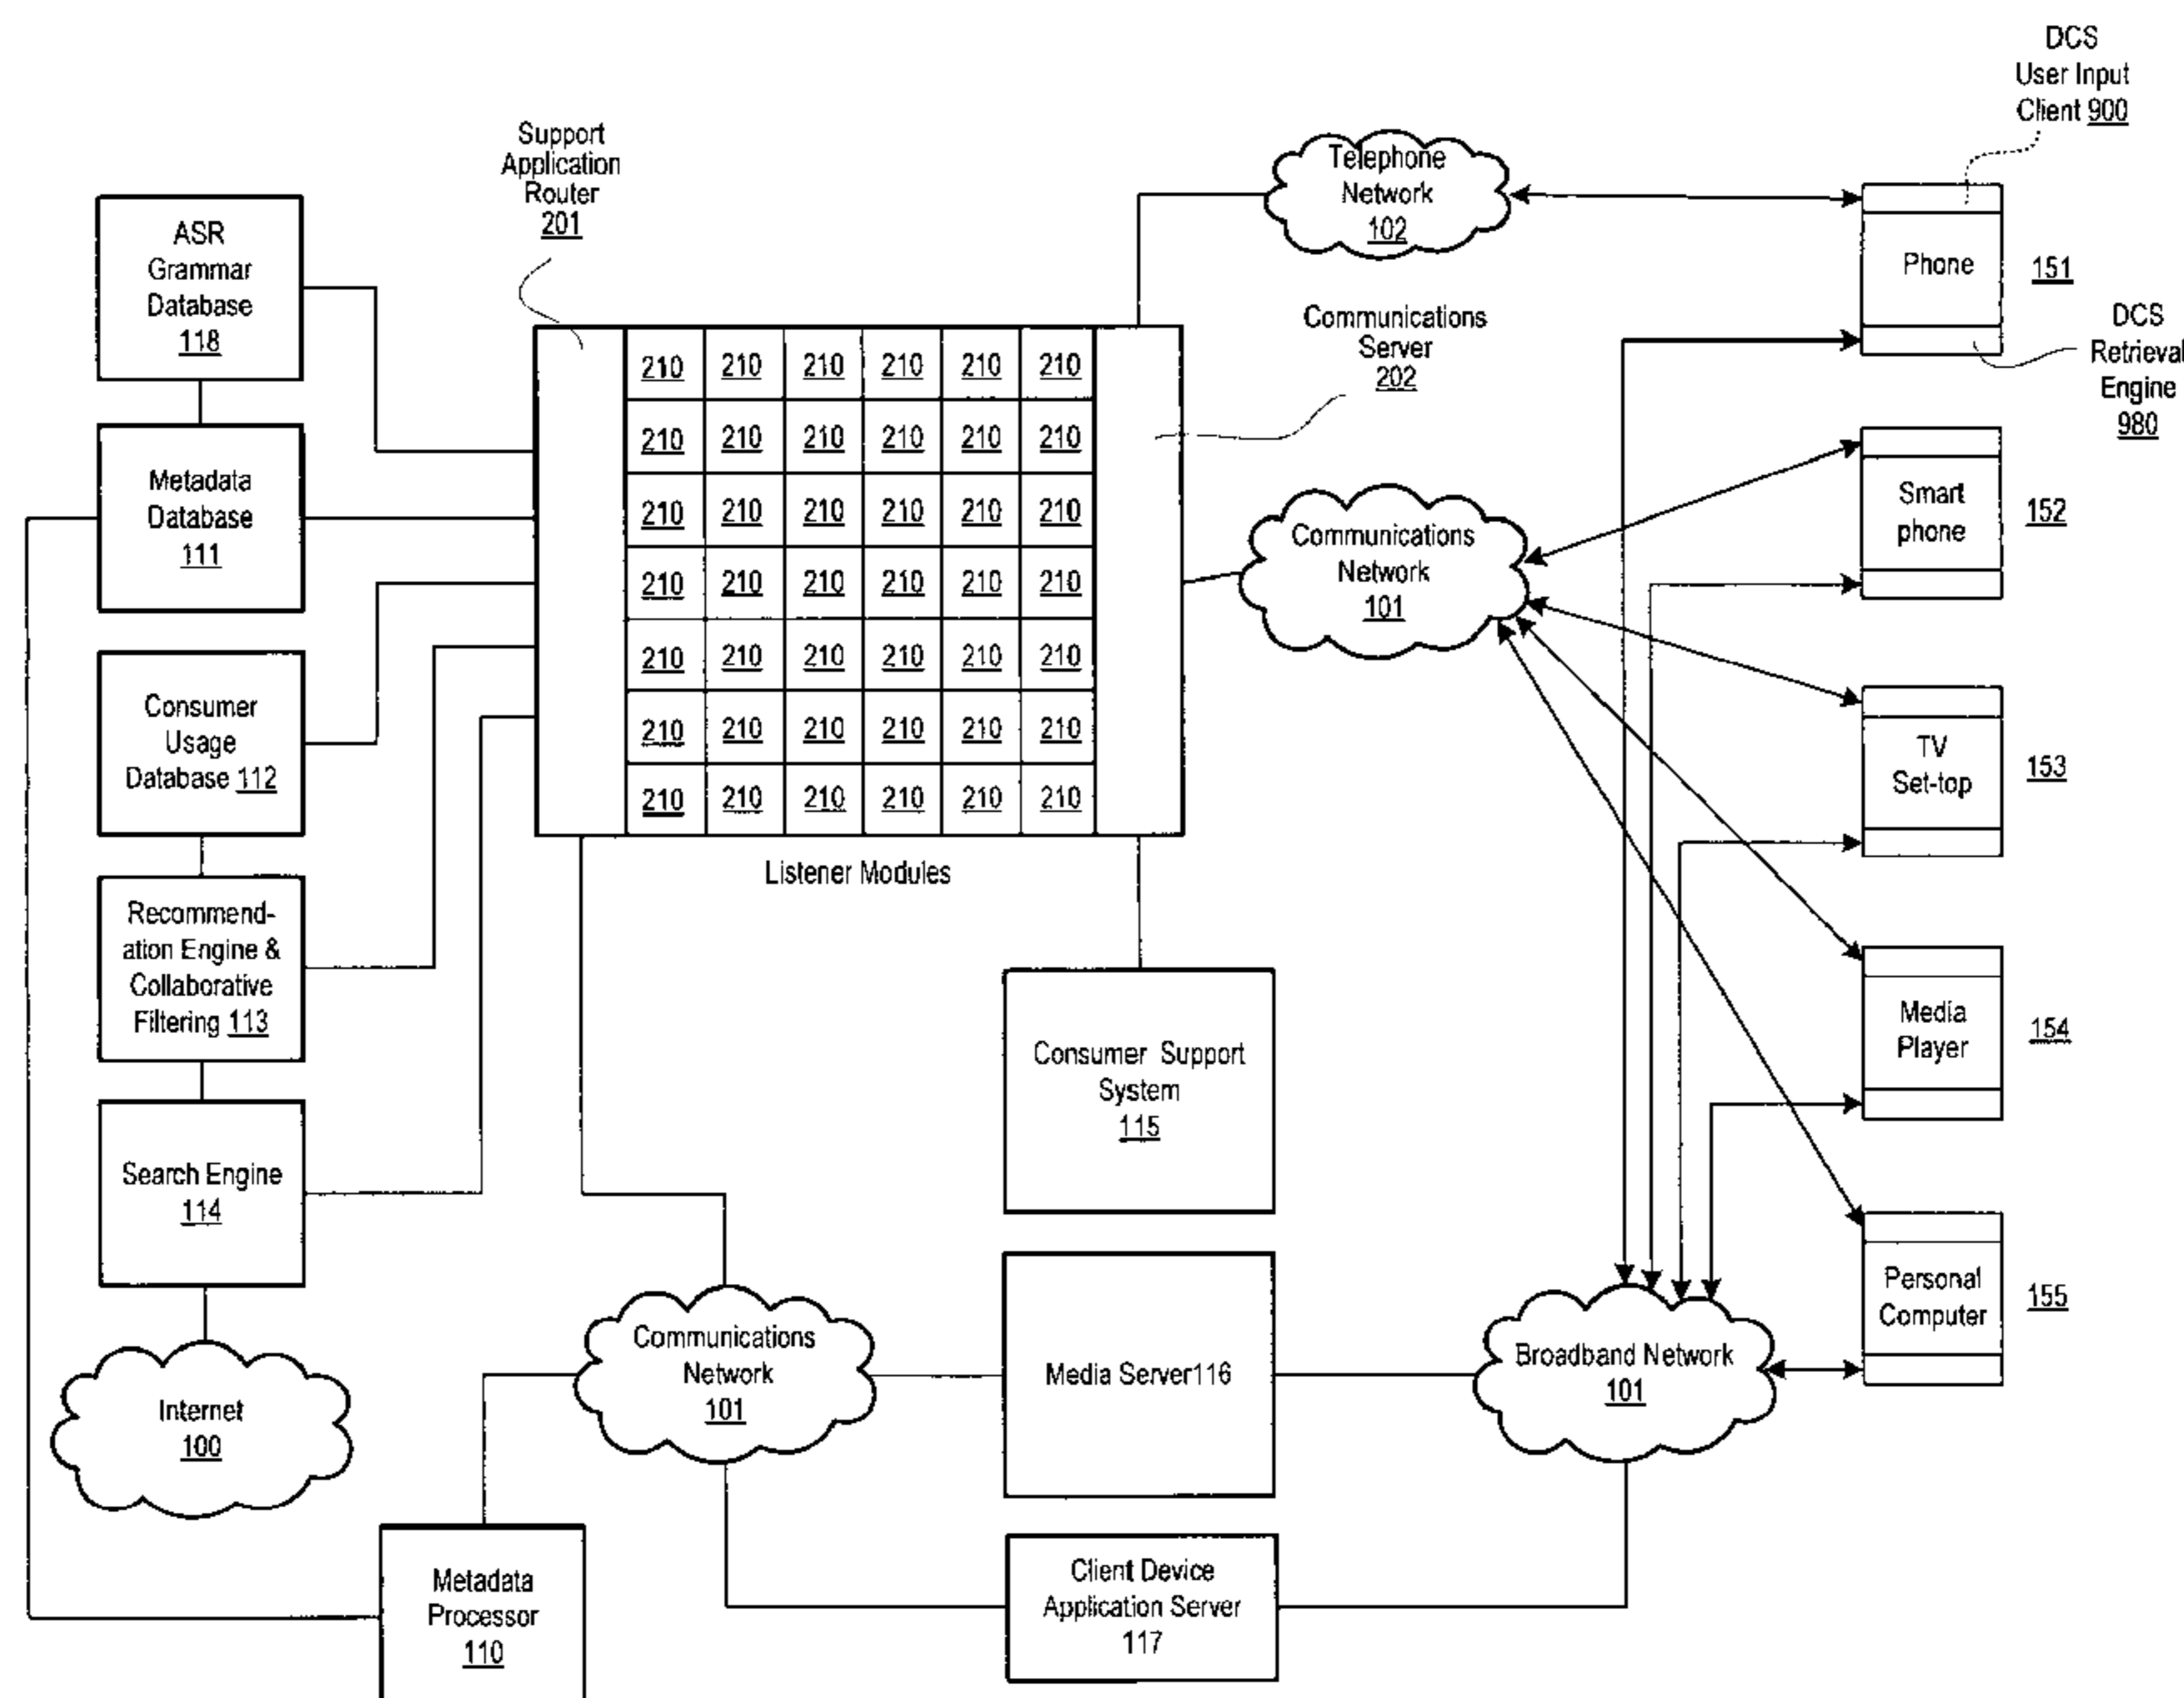 DCS
User Input
Client 900
Support
Application
Router
201
Telephone
Network
102
ASR
Grammar
Database
118
Phone
151
Communications
Server
202
DCS
Retrieval
Engine
980
210 210 210 210 210 210
210 210 210 210 210 210
210 210 210 210 210 210
210 210 210 210 210 210
210 210 210 210 210 210
210 210 210 210 210 210
210 210 210 210 210 210
Listener Modules
Metadata
Database
111
Communications
Network
101
Smart
phone
152
Consumer
Usage
Database 112
TV
Set-top
153
Recommend-
ation Engine &
Collaborative
Filtering 113
Consumer Support
System
115
Media
Player
154
Search Engine
114
Personal
Computer
155
Internet
100
Communications
Network
101
Media Server116
Broadband Network
101
Metadata
Processor
110
Client Device
Application Server
117